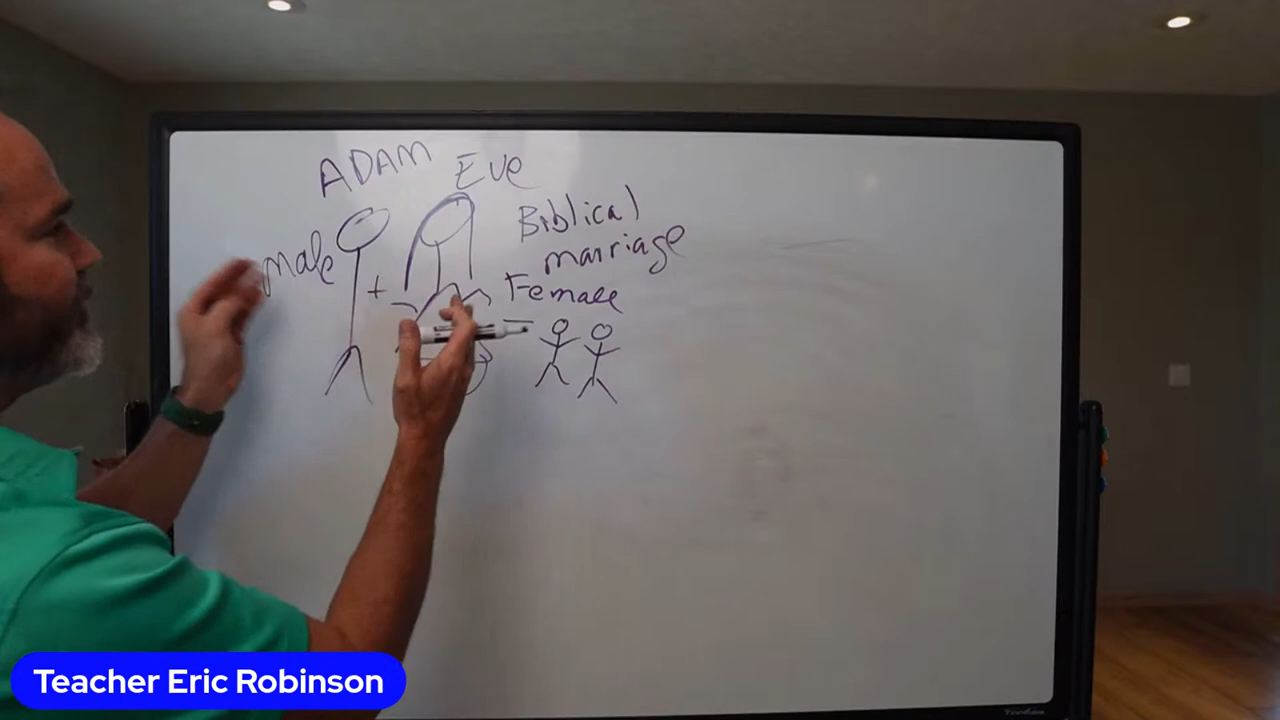 ADAM Eve
Biblical
male
marriage
+ Female
Teacher Eric Robinson